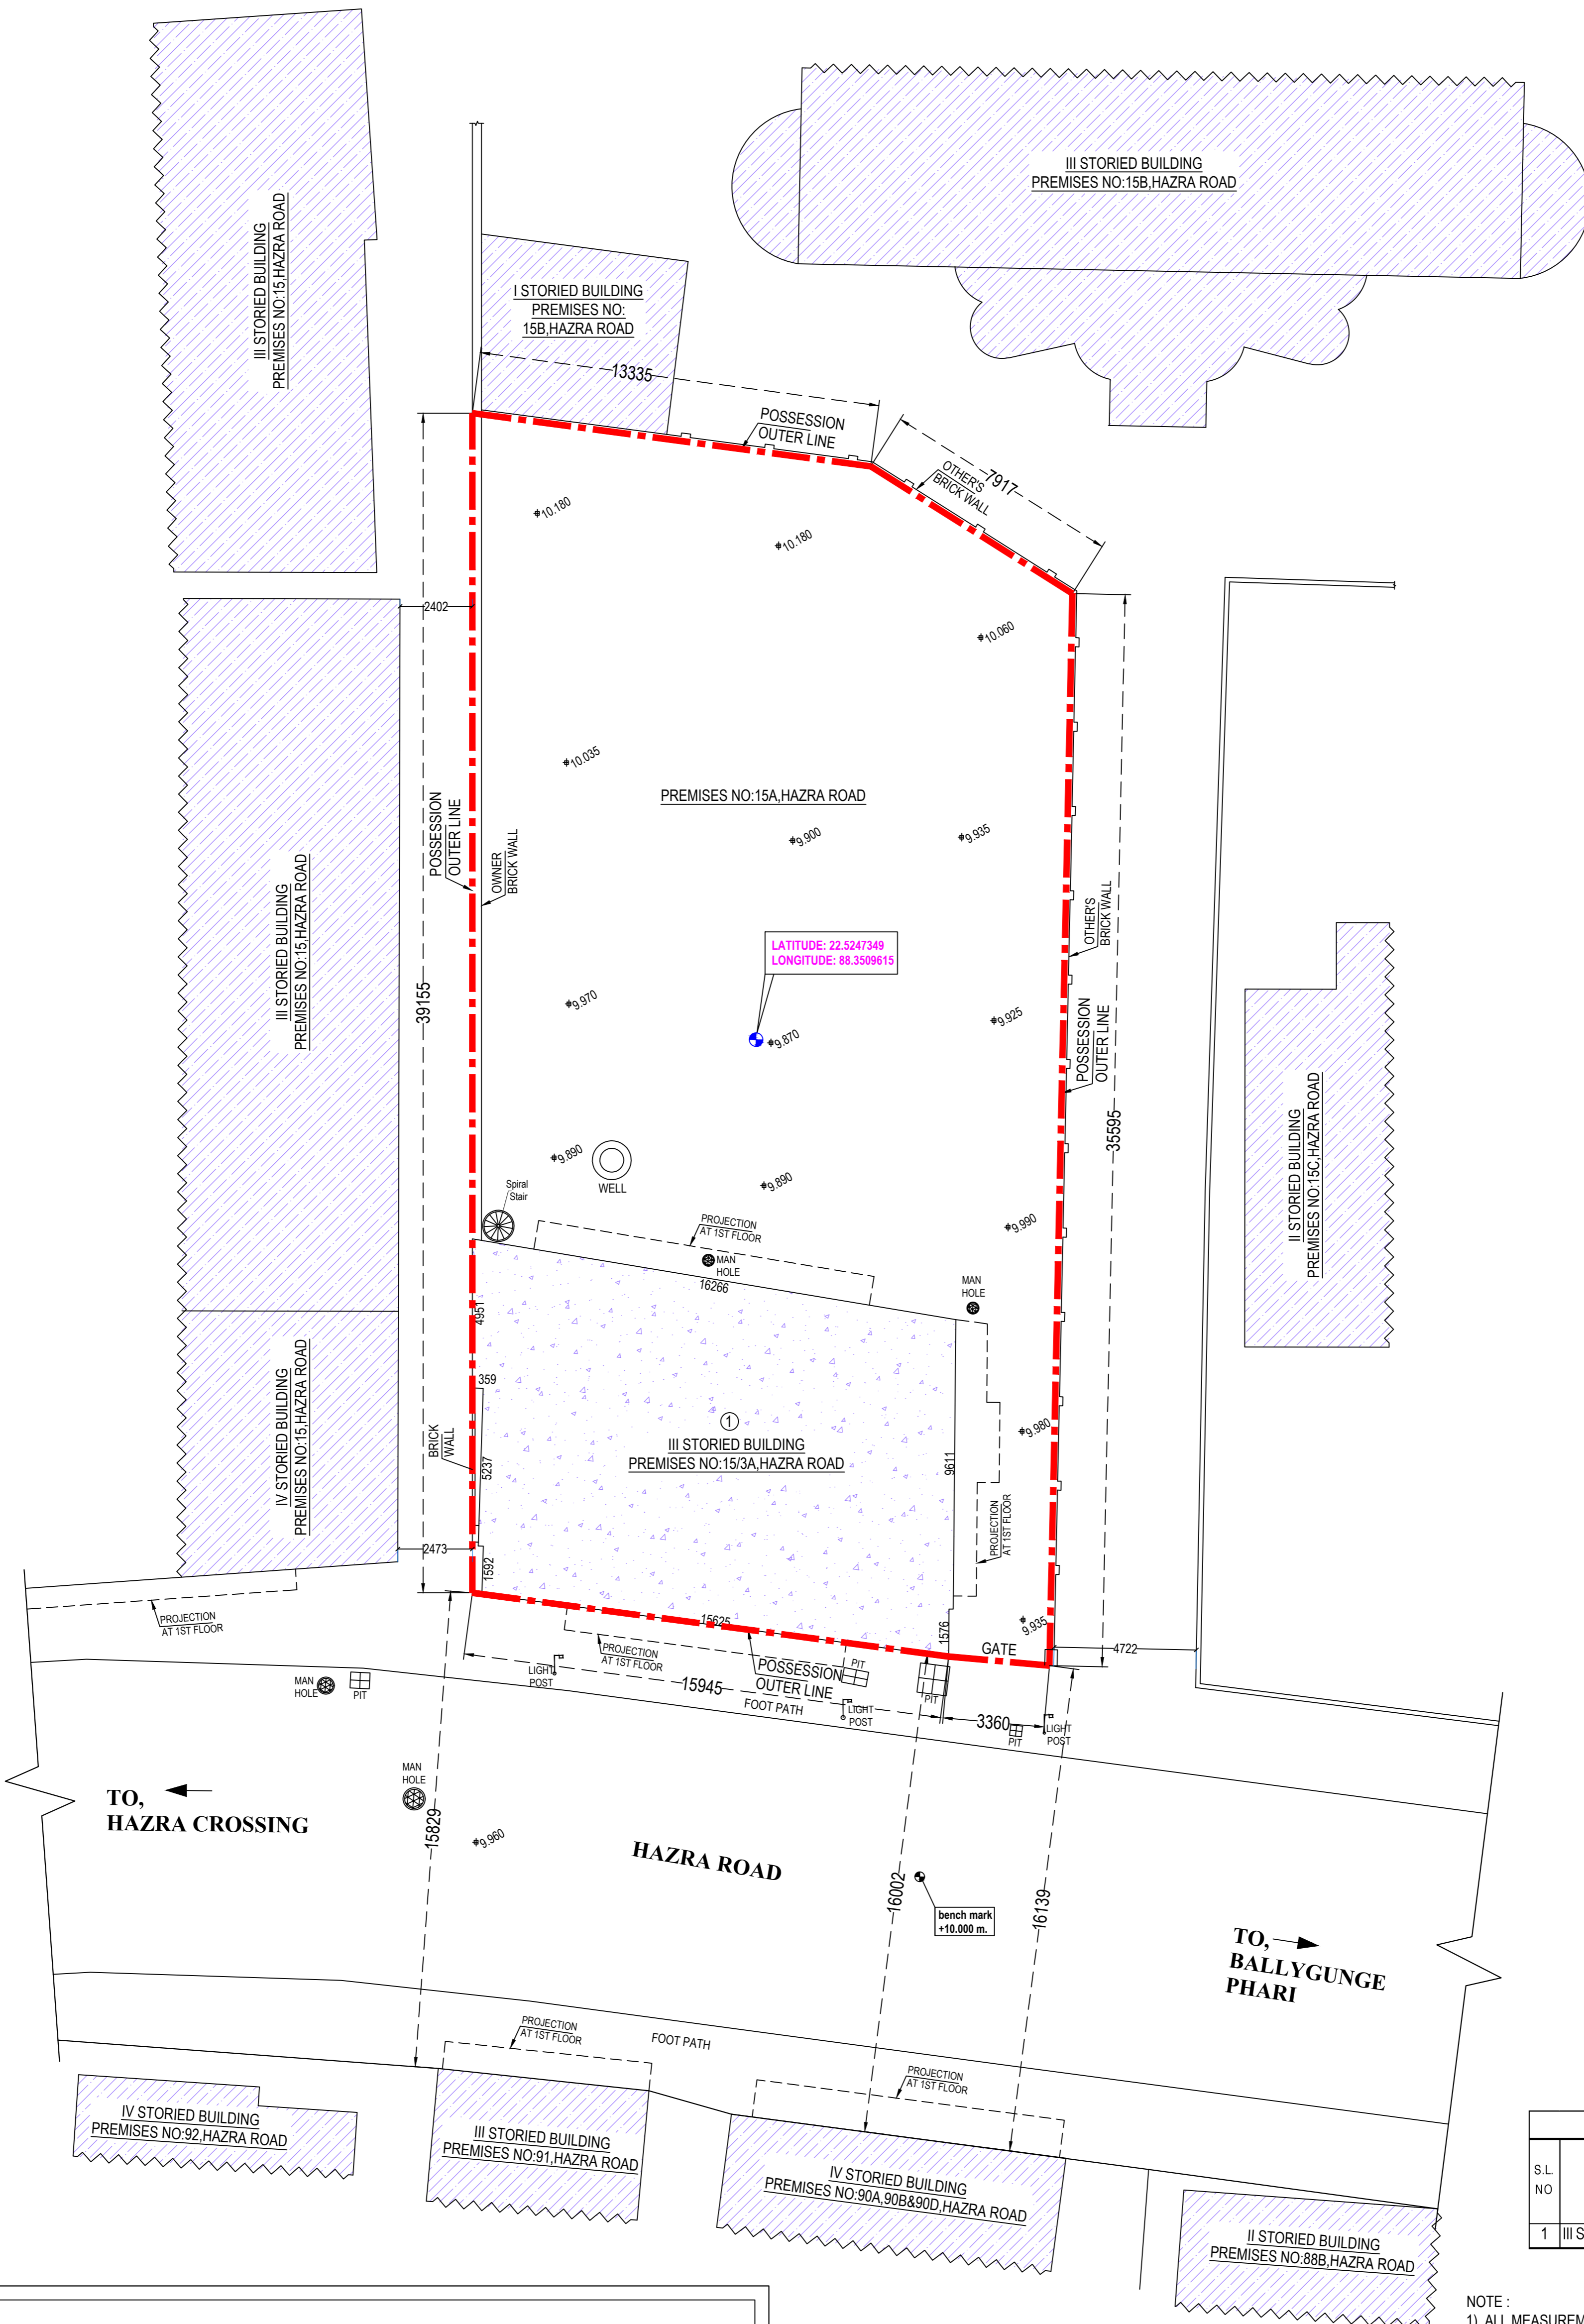 III STORIED BUILDING
PREMISES NO:15,HAZRA ROAD
III STORIED BUILDING
PREMISES NO:15B,HAZRA ROAD
I STORIED BUILDING
PREMISES NO:
15B,HAZRA ROAD
13335
POSSESSION
OUTER LINE
OTHER'S
BRICK WALL
7917
10.180
10.180
10.060
2402
10.035
PREMISES NO:15A,HAZRA ROAD
9.900
9.935
POSSESSION
OUTER LINE
OWNER
BRICK WALL
III STORIED BUILDING
PREMISES NO:15,HAZRA ROAD
39155
LATITUDE: 22.5247349
LONGITUDE: 88.3509615
OTHER'S
BRICK WALL
9.970
9.870
9.925
POSSESSION
OUTER LINE
35595
II STORIED BUILDING
PREMISES NO:15C,HAZRA ROAD
9.890
WELL
9.890
Spiral
Stair
PROJECTION
AT 1ST FLOOR
9.990
MAN
HOLE
16266
MAN
HOLE
4951
359
IV STORIED BUILDING
PREMISES NO:15,HAZRA ROAD
BRICK
WALL
5237
1
III STORIED BUILDING
PREMISES NO:15/3A,HAZRA ROAD
9611
9.980
PROJECTION
AT 1ST FLOOR
2473
1592
15625
1576
9.935
GATE
4722
PROJECTION
AT 1ST FLOOR
PROJECTION
AT 1ST FLOOR
POSSESSION
OUTER LINE
PIT
LIGHT
POST
MAN
HOLE
PIT
15945
FOOT PATH
LIGHT
POST
PIT
3360
PIT
LIGHT
POST
MAN
HOLE
TO,
HAZRA CROSSING
15829
9.960
HAZRA ROAD
16002
bench mark
+10.000 m.
16139
TO,
BALLYGUNGE
PHARI
PROJECTION
AT 1ST FLOOR
FOOT PATH
PROJECTION
AT 1ST FLOOR
IV STORIED BUILDING
PREMISES NO:92,HAZRA ROAD
III STORIED BUILDING
PREMISES NO:91,HAZRA ROAD
IV STORIED BUILDING
PREMISES NO:90A,90B&90D,HAZRA ROAD
II STORIED BUILDING
PREMISES NO:88B,HAZRA ROAD
S.L.
NO
1 III S
NOTE :
1) ALL MEASUREM